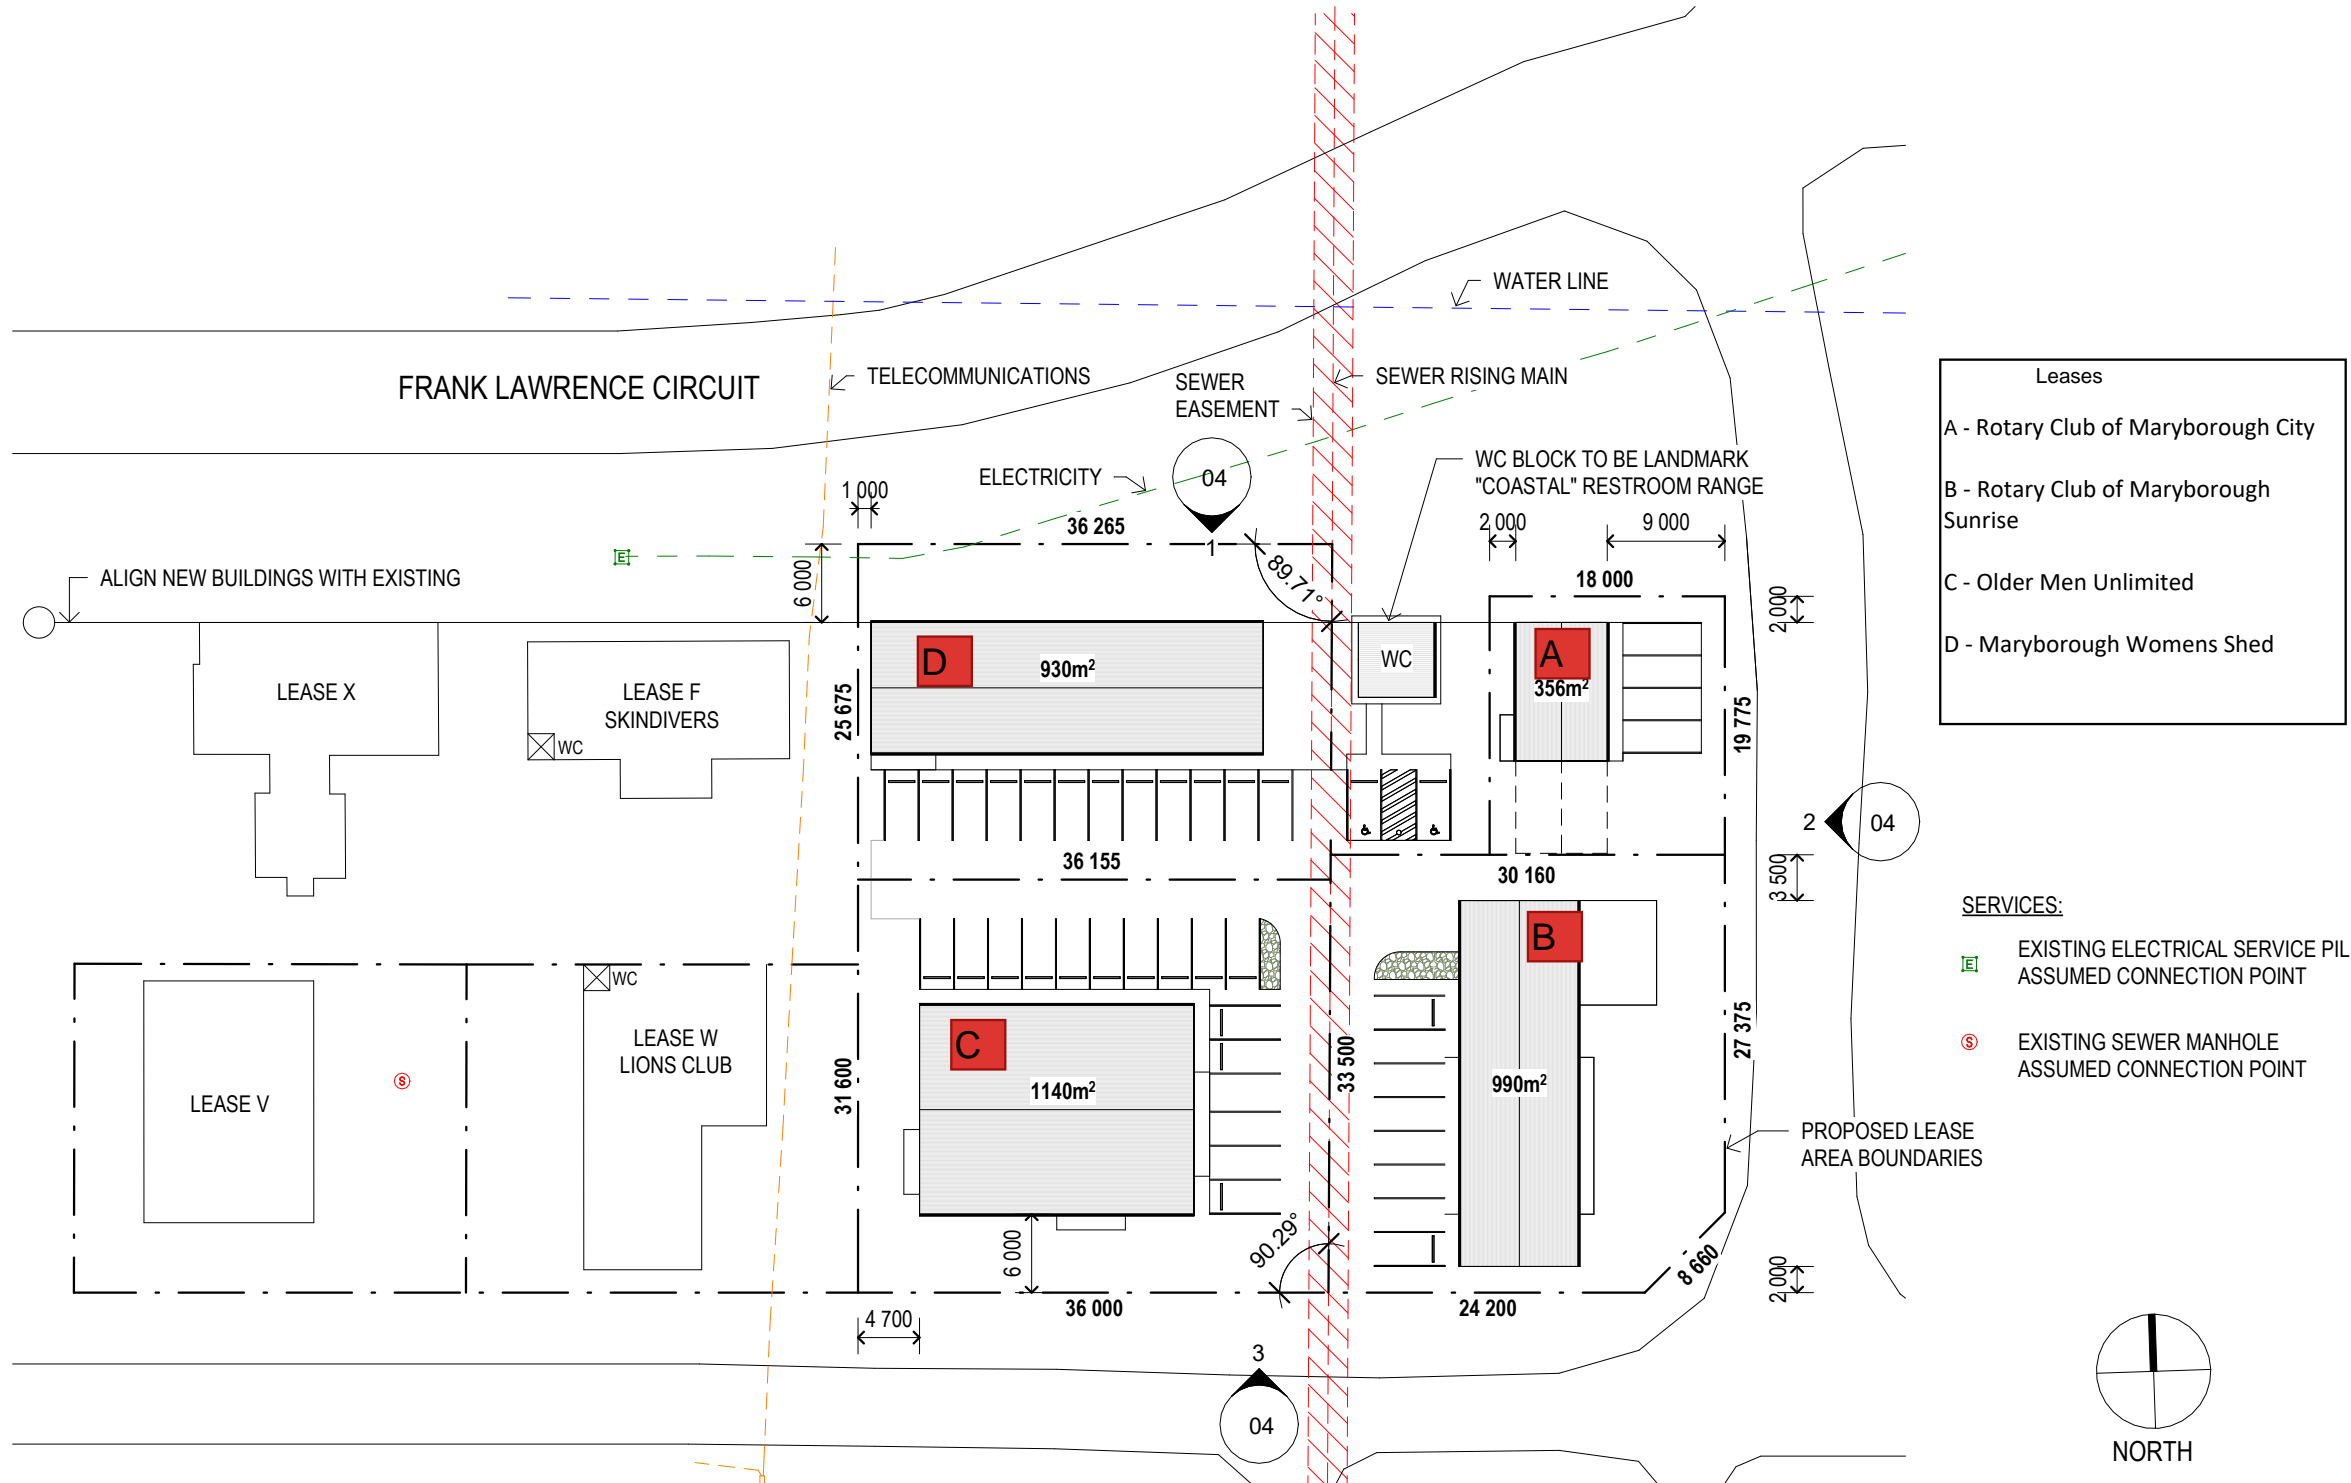 WATER LINE
FRANK LAWRENCE CIRCUIT
TELECOMMUNICATIONS
SEWER
EASEMENT
SEWER RISING MAIN
Leases
A - Rotary Club of Maryborough City
B - Rotary Club of Maryborough
Sunrise
C - Older Men Unlimited
D - Maryborough Womens Shed
ELECTRICITY
04
1
WC BLOCK TO BE LANDMARK
"COASTAL" RESTROOM RANGE
1 000
36 265
2 000
9 000
E
ALIGN NEW BUILDINGS WITH EXISTING
6 000
89.71°
18 000
2 000
LEASE X
LEASE F
SKINDIVERS
WC
D
930m²
25 675
WC
A
356m²
19 775
2
04
36 155
30 160
3 500
SERVICES:
E
EXISTING ELECTRICAL SERVICE PIL
ASSUMED CONNECTION POINT
S
EXISTING SEWER MANHOLE
ASSUMED CONNECTION POINT
WC
LEASE W
LIONS CLUB
LEASE V
S
31 600
C
1140m²
33 500
B
990m²
27 375
PROPOSED LEASE
AREA BOUNDARIES
6 000
90.29°
8 660
2 000
4 700
36 000
24 200
3
04
NORTH